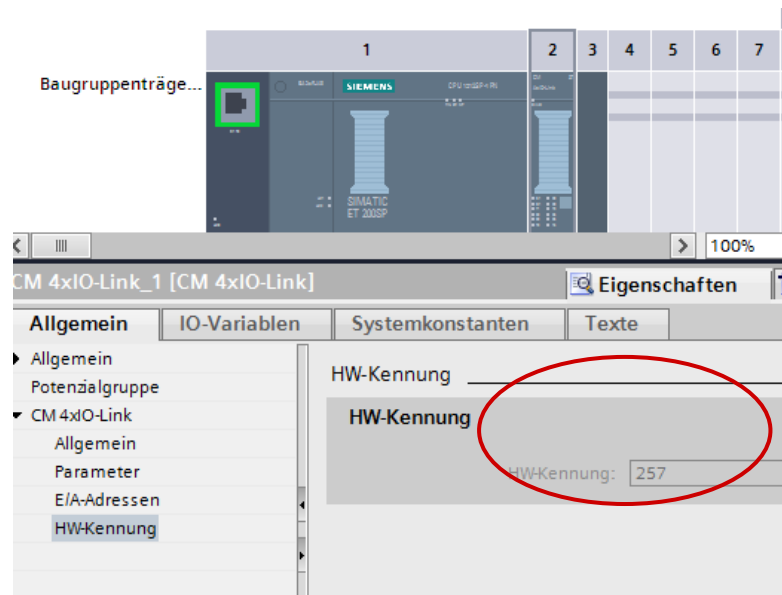 1 2 3 4 5 6 7
Baugruppenträge...
SIEMENS
SIMATIC
ET 200SP
100%
CM 4xIO-Link_1 [CM 4xIO-Link]
Eigenschaften
Allgemein IO-Variablen Systemkonstanten Texte
Allgemein
Potenzialgruppe
CM 4xIO-Link
Allgemein
Parameter
E/A-Adressen
HW-Kennung
HW-Kennung
HW-Kennung
HW-Kennung: 257